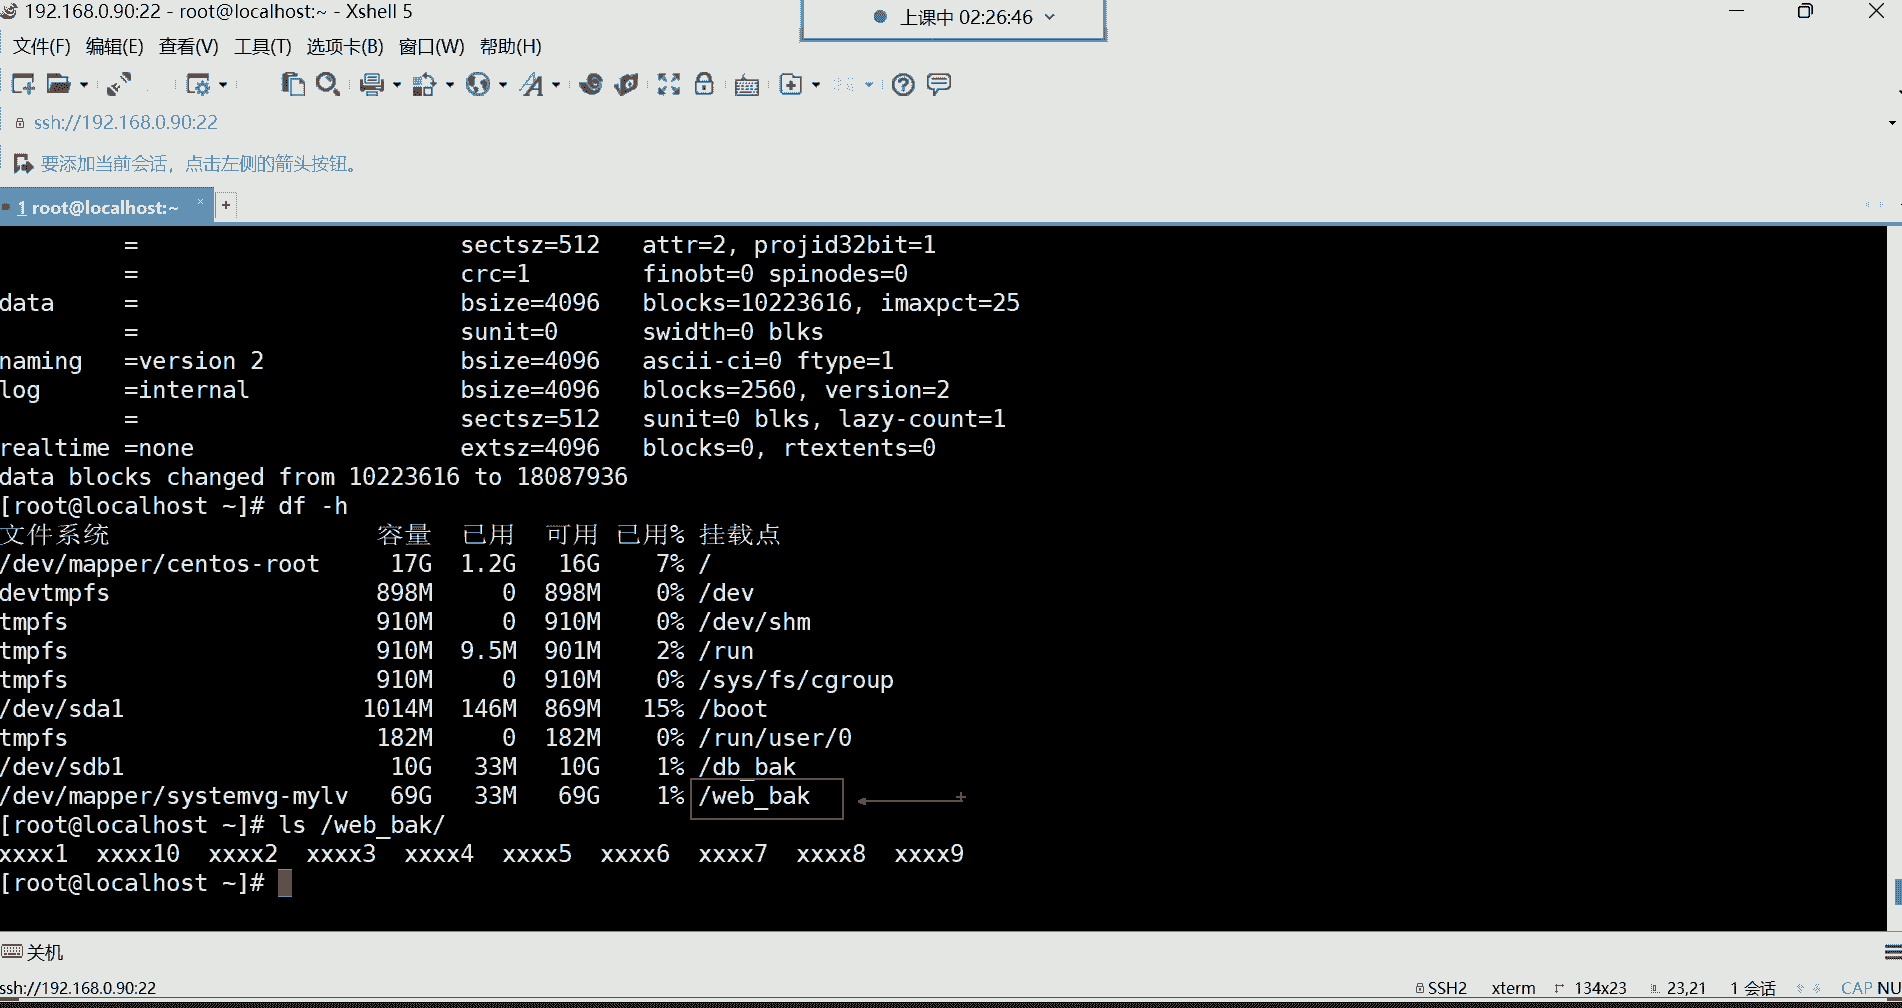 192.168.0.90:22 - root@localhost:~ - Xshell 5
上课中 02:26:46
文件(F) 编辑(E) 查看(V) 工具(T) 选项卡(B) 窗口(W) 帮助(H)
ssh://192.168.0.90:22
要添加当前会话，点击左侧的箭头按钮。
1 root@localhost:~ × +
         =                       sectsz=512   attr=2, projid32bit=1
         =                       crc=1        finobt=0 spinodes=0
data     =                       bsize=4096   blocks=10223616, imaxpct=25
         =                       sunit=0      swidth=0 blks
naming   =version 2              bsize=4096   ascii-ci=0 ftype=1
log      =internal               bsize=4096   blocks=2560, version=2
         =                       sectsz=512   sunit=0 blks, lazy-count=1
realtime =none                   extsz=4096   blocks=0, rtextents=0
data blocks changed from 10223616 to 18087936
[root@localhost ~]# df -h
文件系统                   容量  已用  可用 已用% 挂载点
/dev/mapper/centos-root     17G  1.2G   16G    7% /
devtmpfs                   898M     0  898M    0% /dev
tmpfs                      910M     0  910M    0% /dev/shm
tmpfs                      910M  9.5M  901M    2% /run
tmpfs                      910M     0  910M    0% /sys/fs/cgroup
/dev/sda1                 1014M  146M  869M   15% /boot
tmpfs                      182M     0  182M    0% /run/user/0
/dev/sdb1                   10G   33M   10G    1% /db_bak
/dev/mapper/systemvg-mylv   69G   33M   69G    1% /web_bak
[root@localhost ~]# ls /web_bak/
xxxx1  xxxx10  xxxx2  xxxx3  xxxx4  xxxx5  xxxx6  xxxx7  xxxx8  xxxx9
[root@localhost ~]#
关机
ssh://192.168.0.90:22 SSH2 xterm 134x23 23,21 1 会话 CAP NU